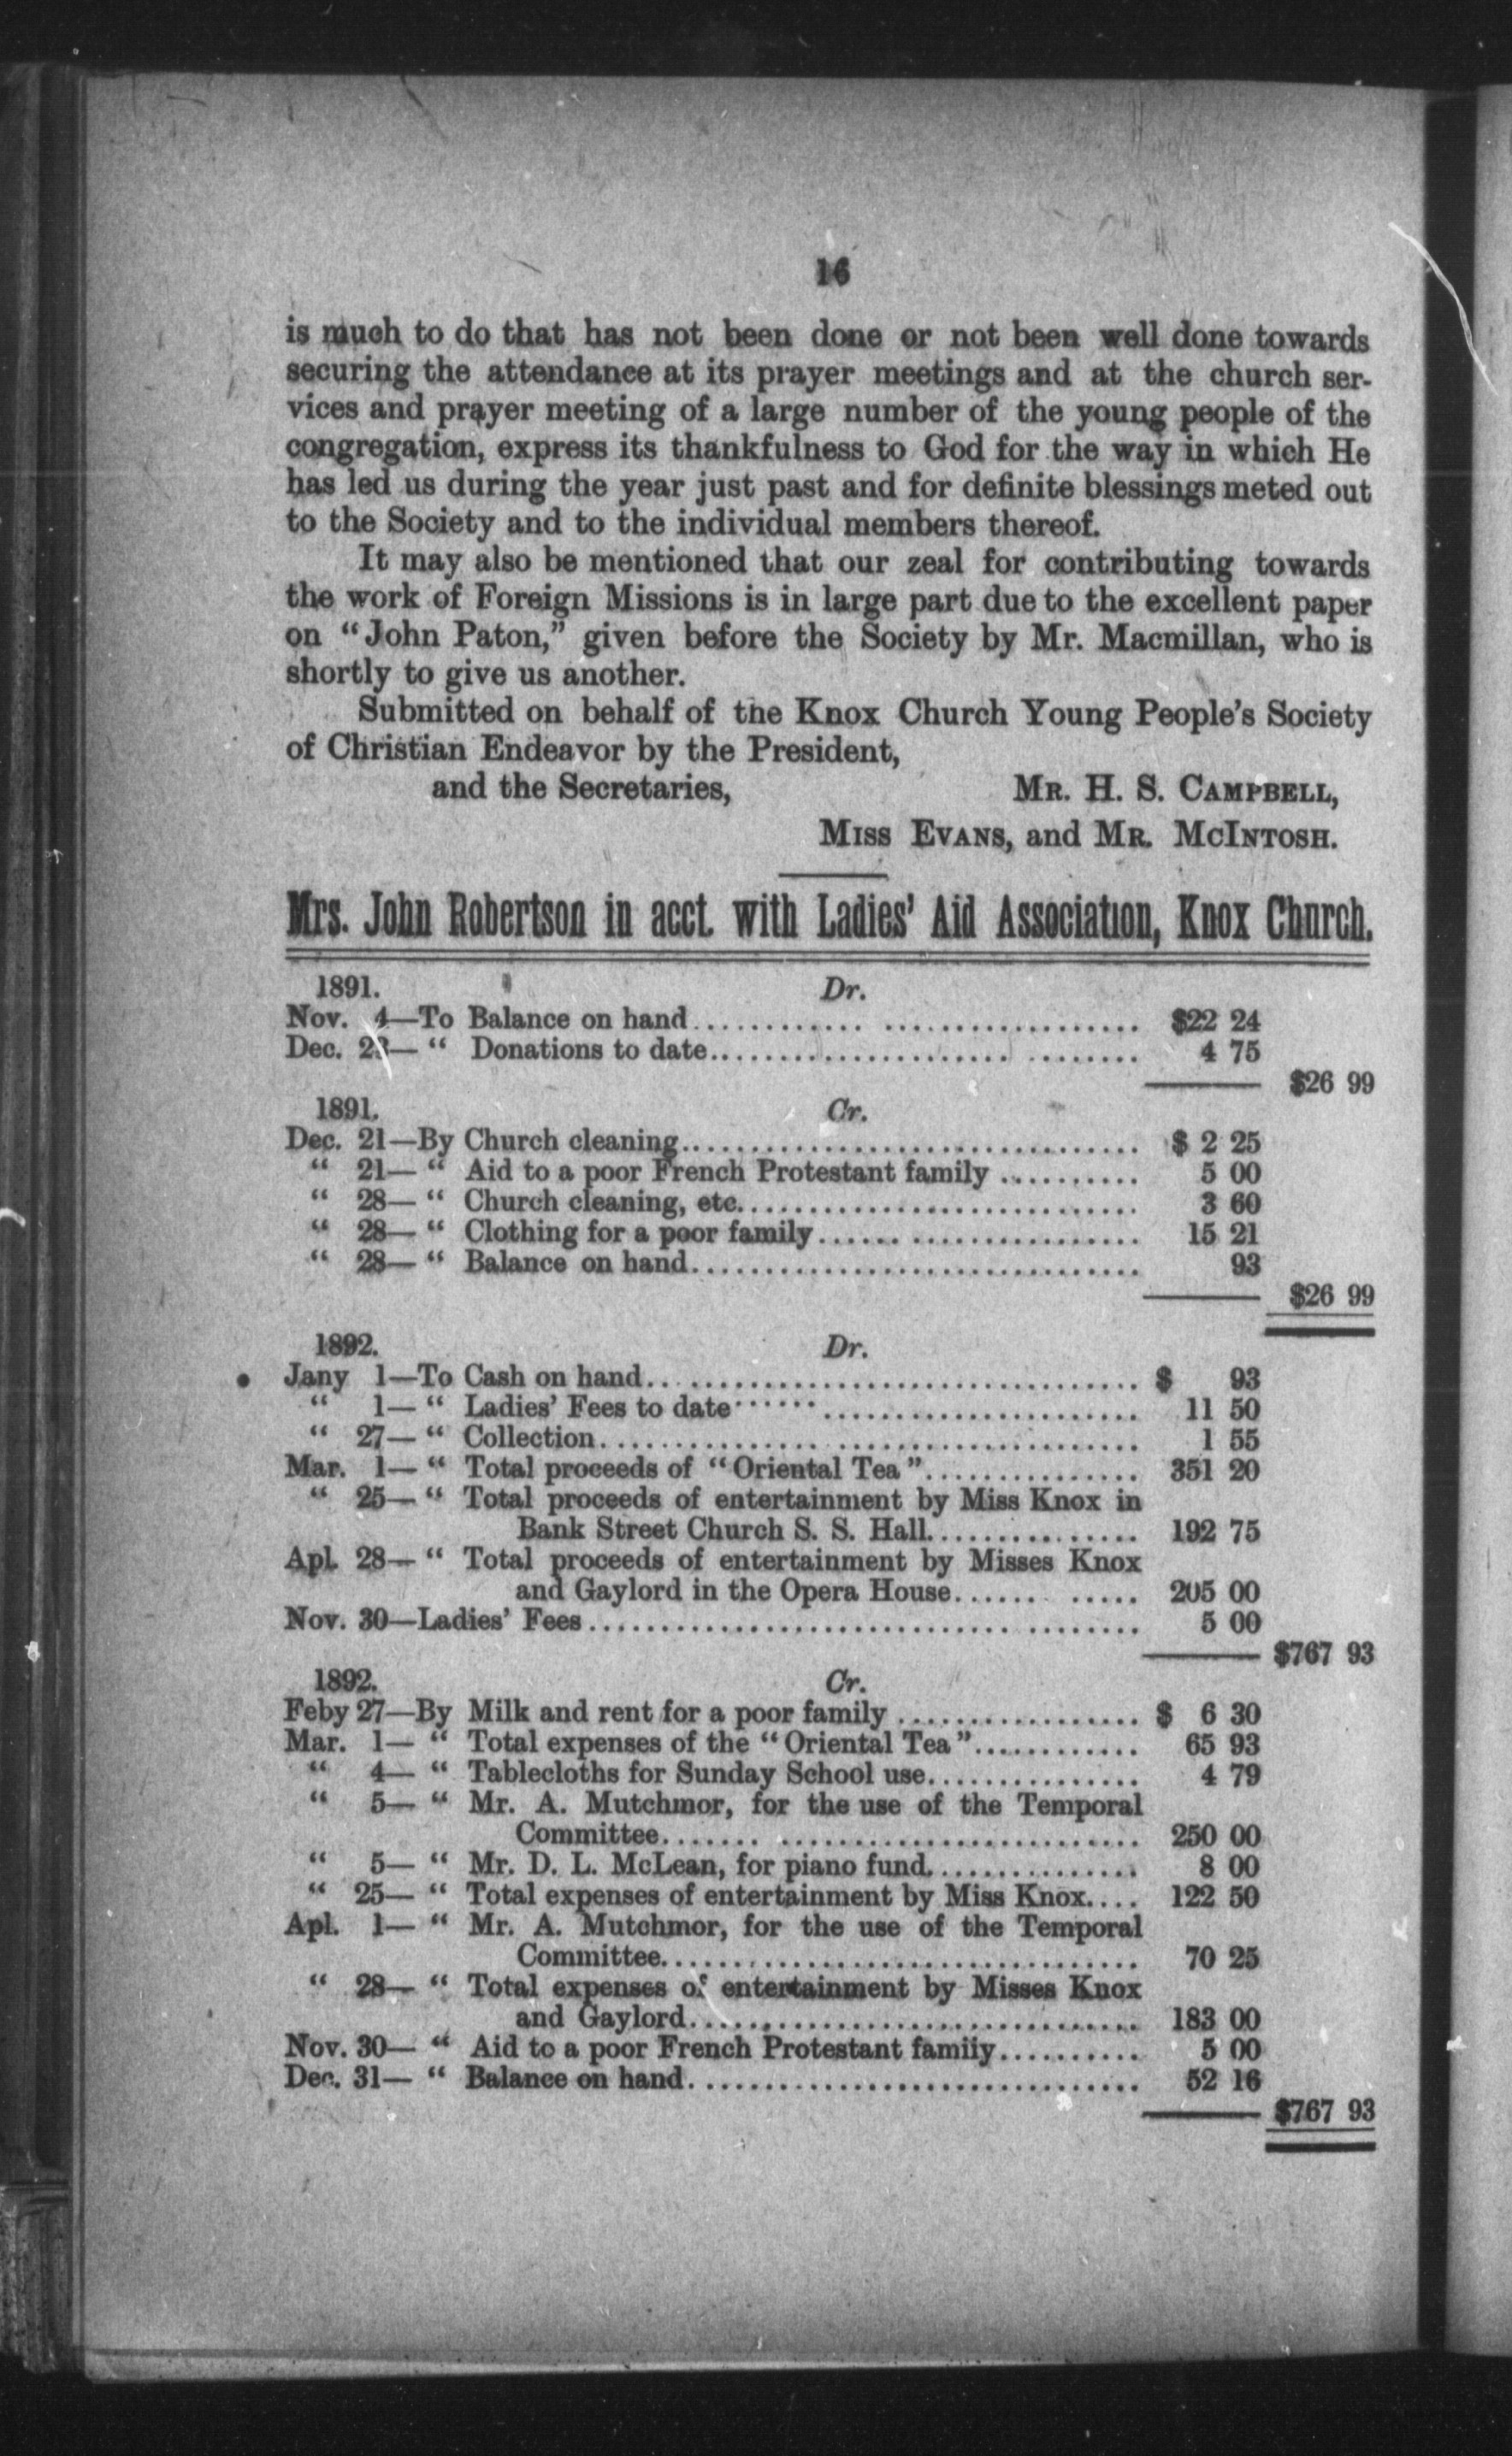 16
is much to do that has not been done or not been well done towards
securing the attendance at its prayer meetings and at the church ser-
vices and prayer meeting of a large number of the young people of the
congregation, express its thankfulness to God for the way in which He
has led us during the year just past and for definite blessings meted out
to the Society and to the individual members thereof.
It may also be mentioned that our zeal for contributing towards
the work of Foreign Missions is in large part due to the excellent paper
on "John Paton," given before the Society by Mr. Macmillan, who is
shortly to give us another.
Submitted on behalf of the Knox Church Young People's Society
of Christian Endeavor by the President,
and the Secretaries, MR. H. S. CAMPBELL,
MISS EVANS, and MR. MCINTOSH.
Mrs. John Robertson in acct. with Ladies' Aid Association, Knox Church.
1891. Dr.
Nov. 4—To Balance on hand.......... $22 24
Dec. 23— " Donations to date.......... 4 75
$26 99
1891. Cr.
Dec. 21—By Church cleaning.......... $ 2 25
" 21— " Aid to a poor French Protestant family .......... 5 00
" 28— " Church cleaning, etc.......... 3 60
" 28— " Clothing for a poor family.......... 15 21
" 28— " Balance on hand.......... 93
$26 99
1892. Dr.
Jany 1—To Cash on hand.......... $ 93
" 1— " Ladies' Fees to date.......... 11 50
" 27— " Collection.......... 1 55
Mar. 1— " Total proceeds of "Oriental Tea".......... 351 20
" 25— " Total proceeds of entertainment by Miss Knox in
Bank Street Church S. S. Hall.......... 192 75
Apl. 28— " Total proceeds of entertainment by Misses Knox
and Gaylord in the Opera House.......... 205 00
Nov. 30—Ladies' Fees.......... 5 00
$767 93
1892. Cr.
Feby 27—By Milk and rent for a poor family .......... $ 6 30
Mar. 1— " Total expenses of the "Oriental Tea".......... 65 93
" 4— " Tablecloths for Sunday School use.......... 4 79
" 5— " Mr. A. Mutchmor, for the use of the Temporal
Committee.......... 250 00
" 5— " Mr. D. L. McLean, for piano fund.......... 8 00
" 25— " Total expenses of entertainment by Miss Knox.... 122 50
Apl. 1— " Mr. A. Mutchmor, for the use of the Temporal
Committee.......... 70 25
" 28— " Total expenses of entertainment by Misses Knox
and Gaylord.......... 183 00
Nov. 30— " Aid to a poor French Protestant family.......... 5 00
Dec. 31— " Balance on hand.......... 52 16
$767 93